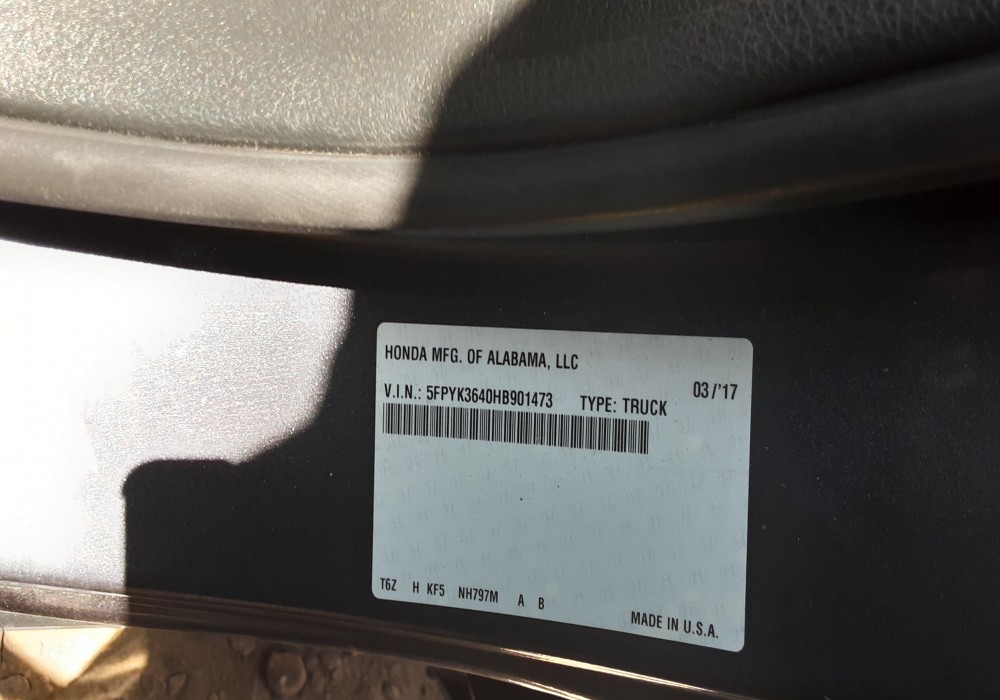 HONDA MFG. OF ALABAMA, LLC
03/'17
V.I.N.: 5FPYK3640HB901473 TYPE: TRUCK
T6Z H KF5 NH797M A B
MADE IN U.S.A.